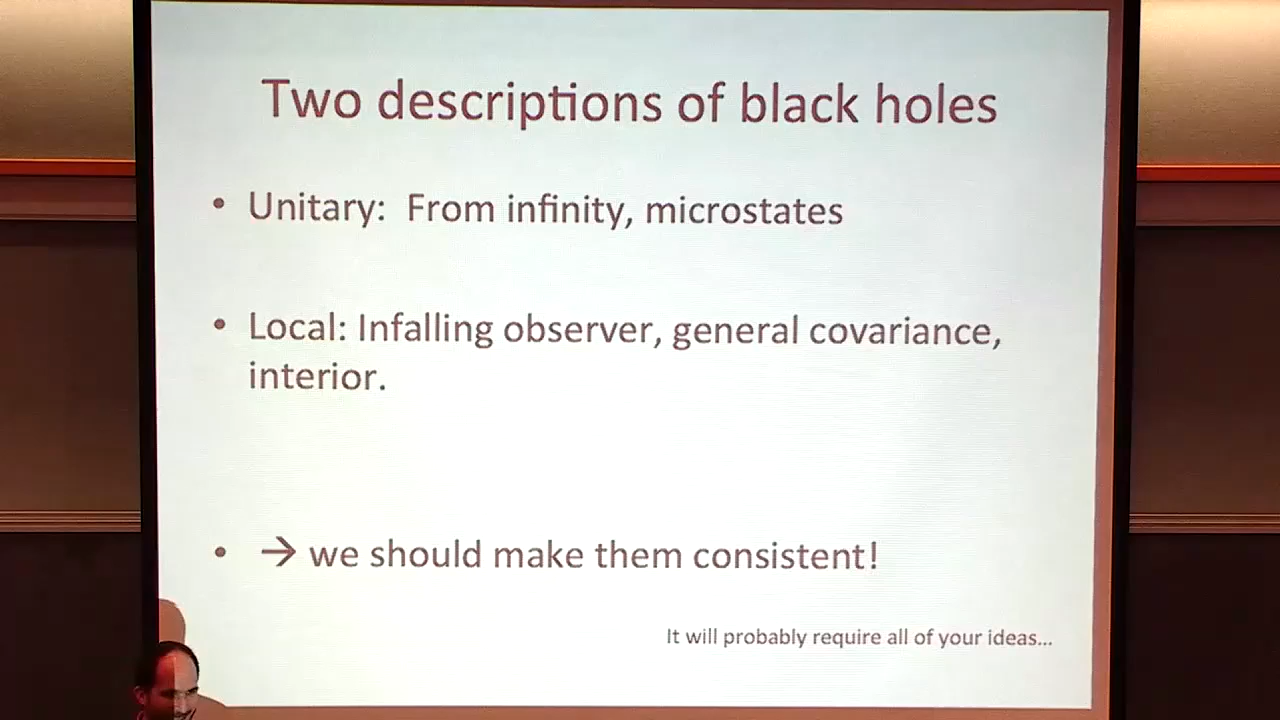 Two descriptions of black holes
• Unitary: From infinity, microstates
• Local: Infalling observer, general covariance,
interior.
• → we should make them consistent!
It will probably require all of your ideas...